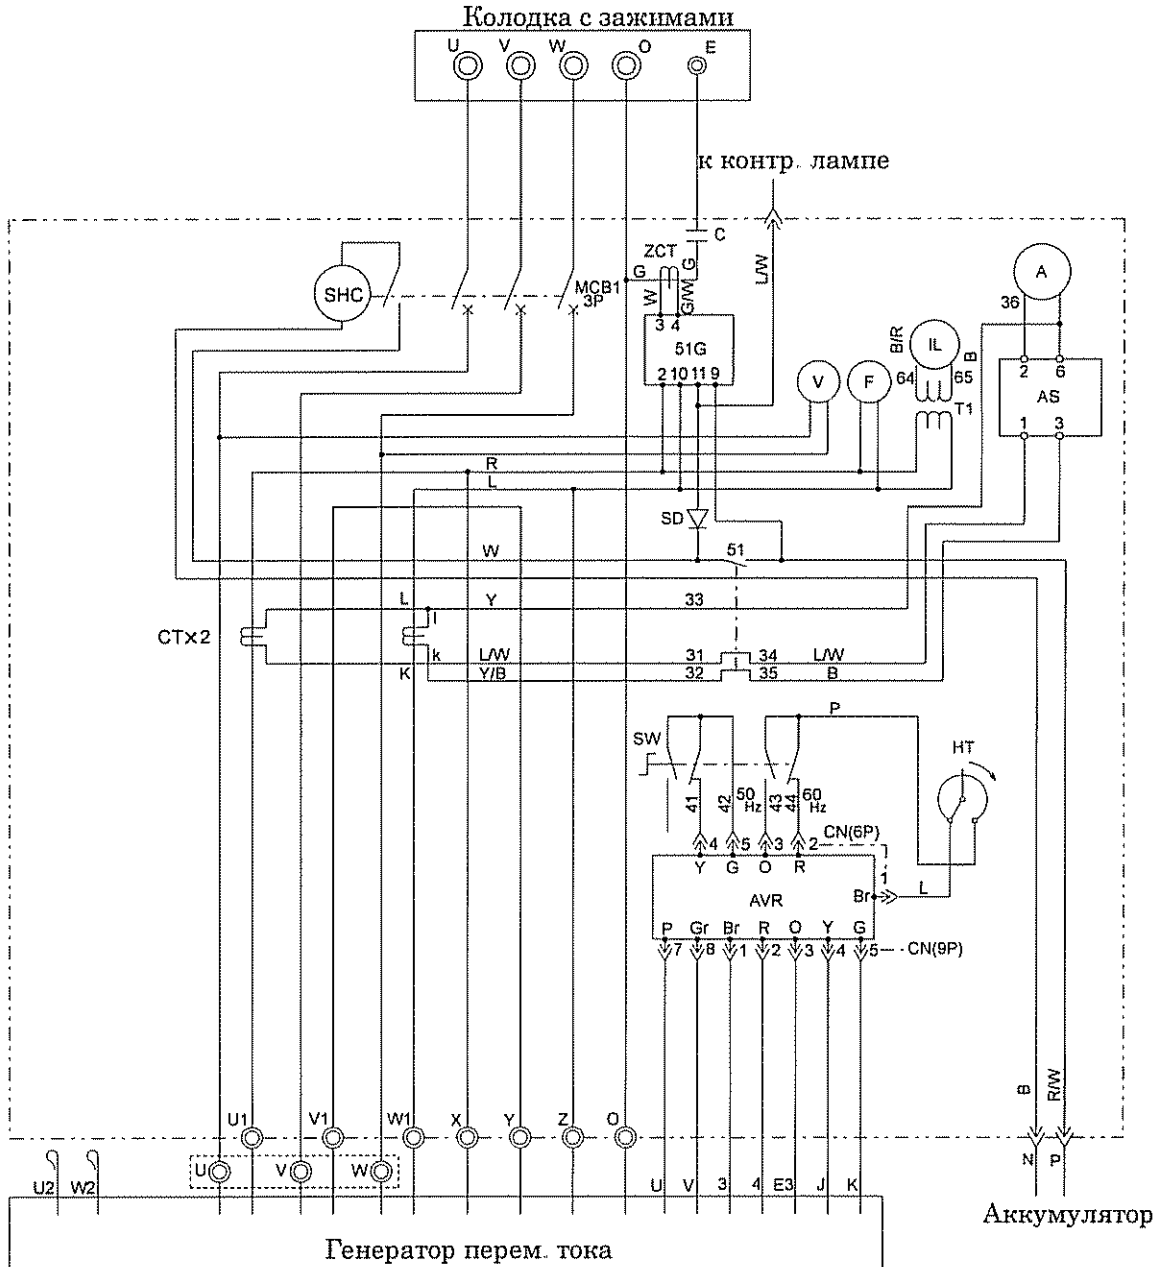 Колодка с зажимами
U V W O E
к контр. лампе
C
ZCT
G G
L/W
SHC
MCB1
3P
W G/W
3 4
51G
2 10 11 9
A
36
B/R IL B
64 65
T1
V F
2 6
AS
1 3
R
L
SD
51
W
L Y 33
CTx2
l
k L/W 31 34 L/W
K Y/B 32 35 B
P
SW
HT
41 42 50 Hz 43 44 60 Hz
CN(6P)
4 5 3 2
1
Y G O R
Br L
AVR
P Gr Br R O Y G
7 8 1 2 3 4 5 CN(9P)
B R/W
U1 V1 W1 X Y Z O
U V W
N P
U2 W2
U V 3 4 E3 J K
Аккумулятор
Генератор перем. тока